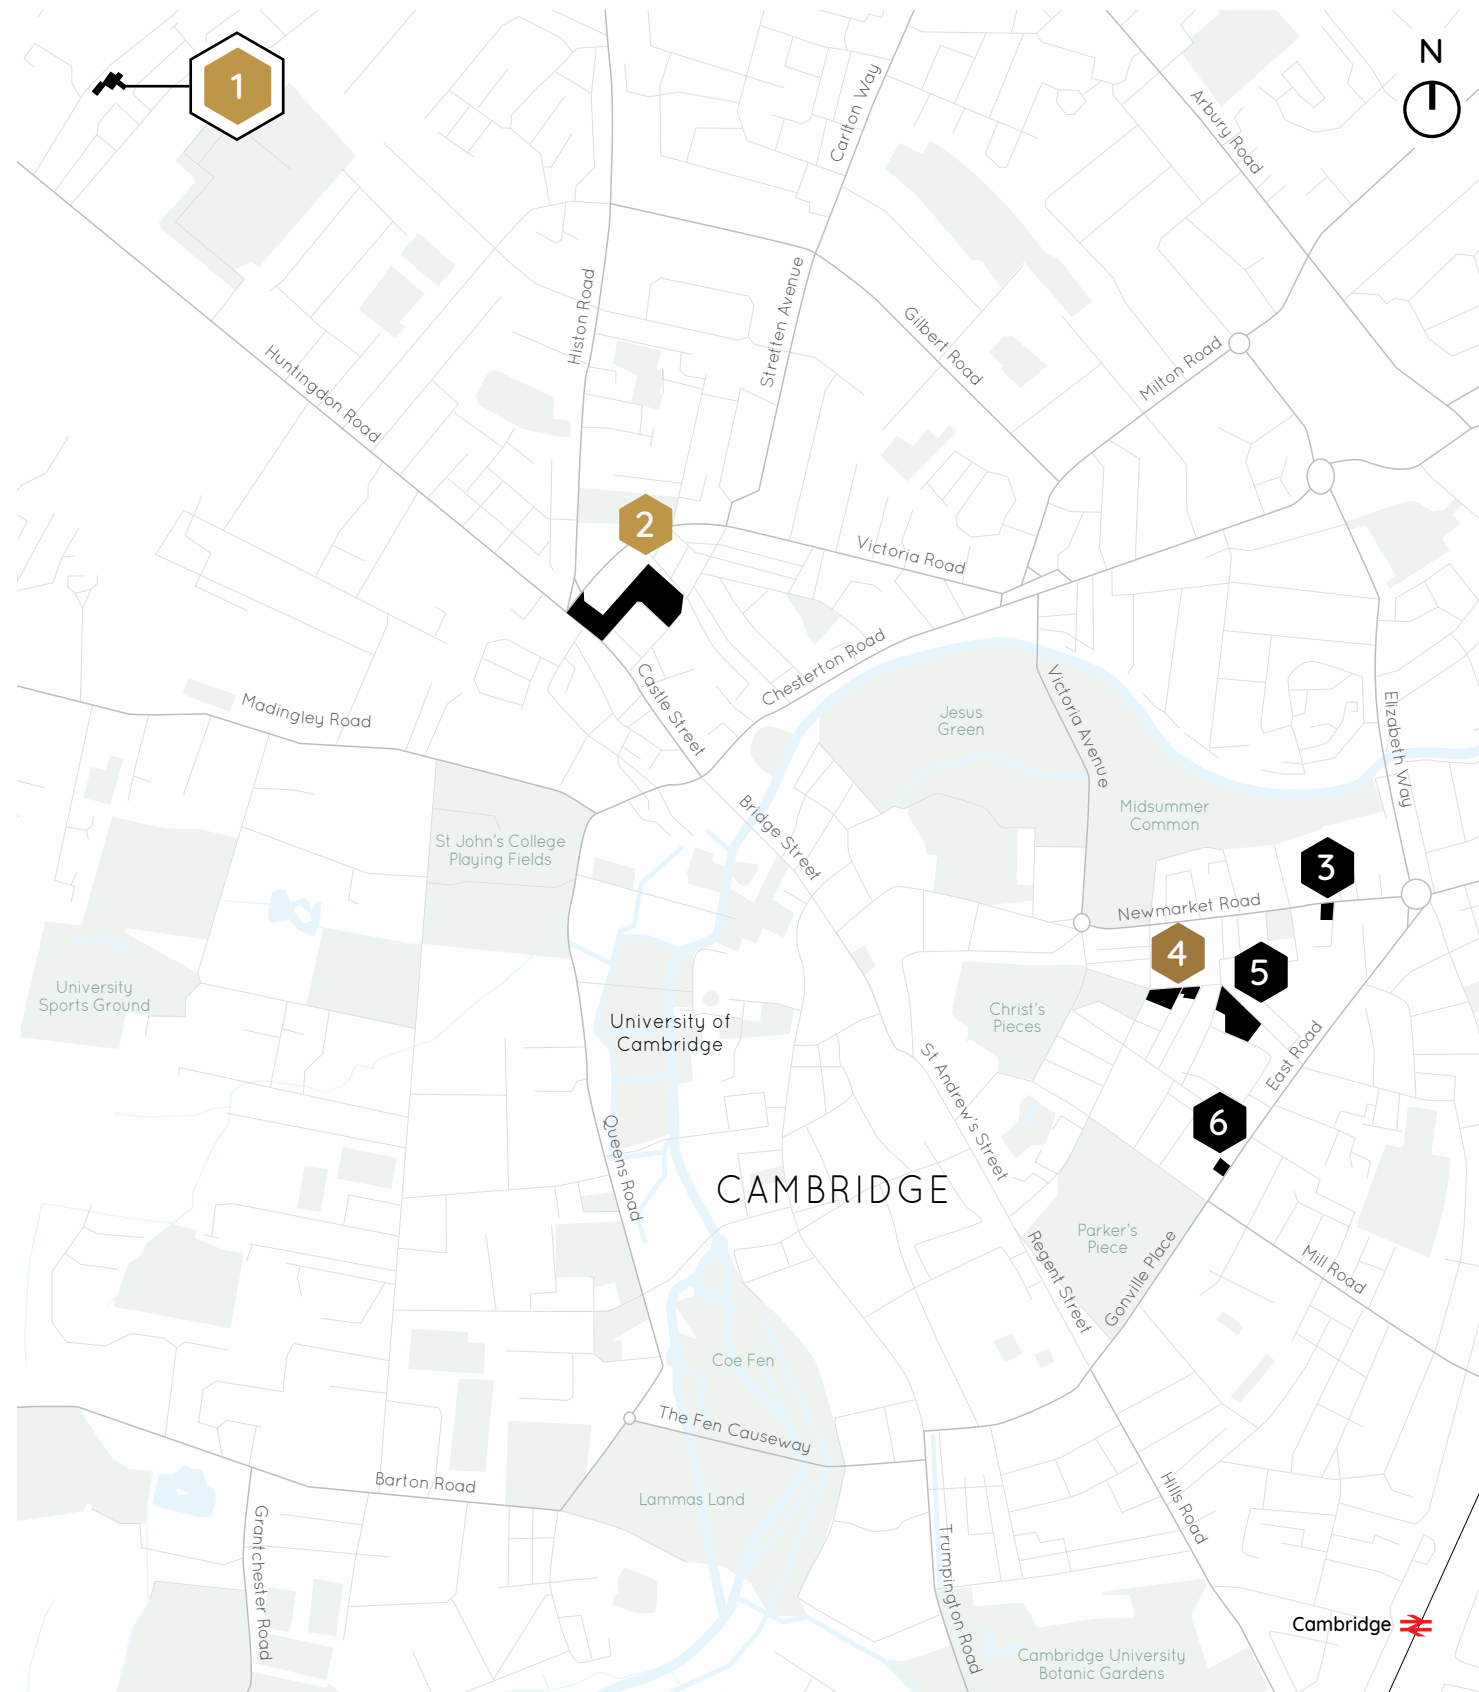 1
N
Carlton Way
Arbury Road
Histon Road
Stretten Avenue
Gilbert Road
Milton Road
Huntingdon Road
2
Victoria Road
Chesterton Road
Castle Street
Madingley Road
Victoria Avenue
Elizabeth Way
Jesus
Green
Midsummer
Common
Bridge Street
St John's College
Playing Fields
3
Newmarket Road
4
5
University
Sports Ground
Christ's
Pieces
University of
Cambridge
East Road
St Andrew's Street
6
Queens Road
CAMBRIDGE
Parker's
Piece
Regent Street
Gonville Place
Mill Road
Coe Fen
The Fen Causeway
Barton Road
Lammas Land
Hills Road
Grantchester Road
Trumpington Road
Cambridge
Cambridge University
Botanic Gardens